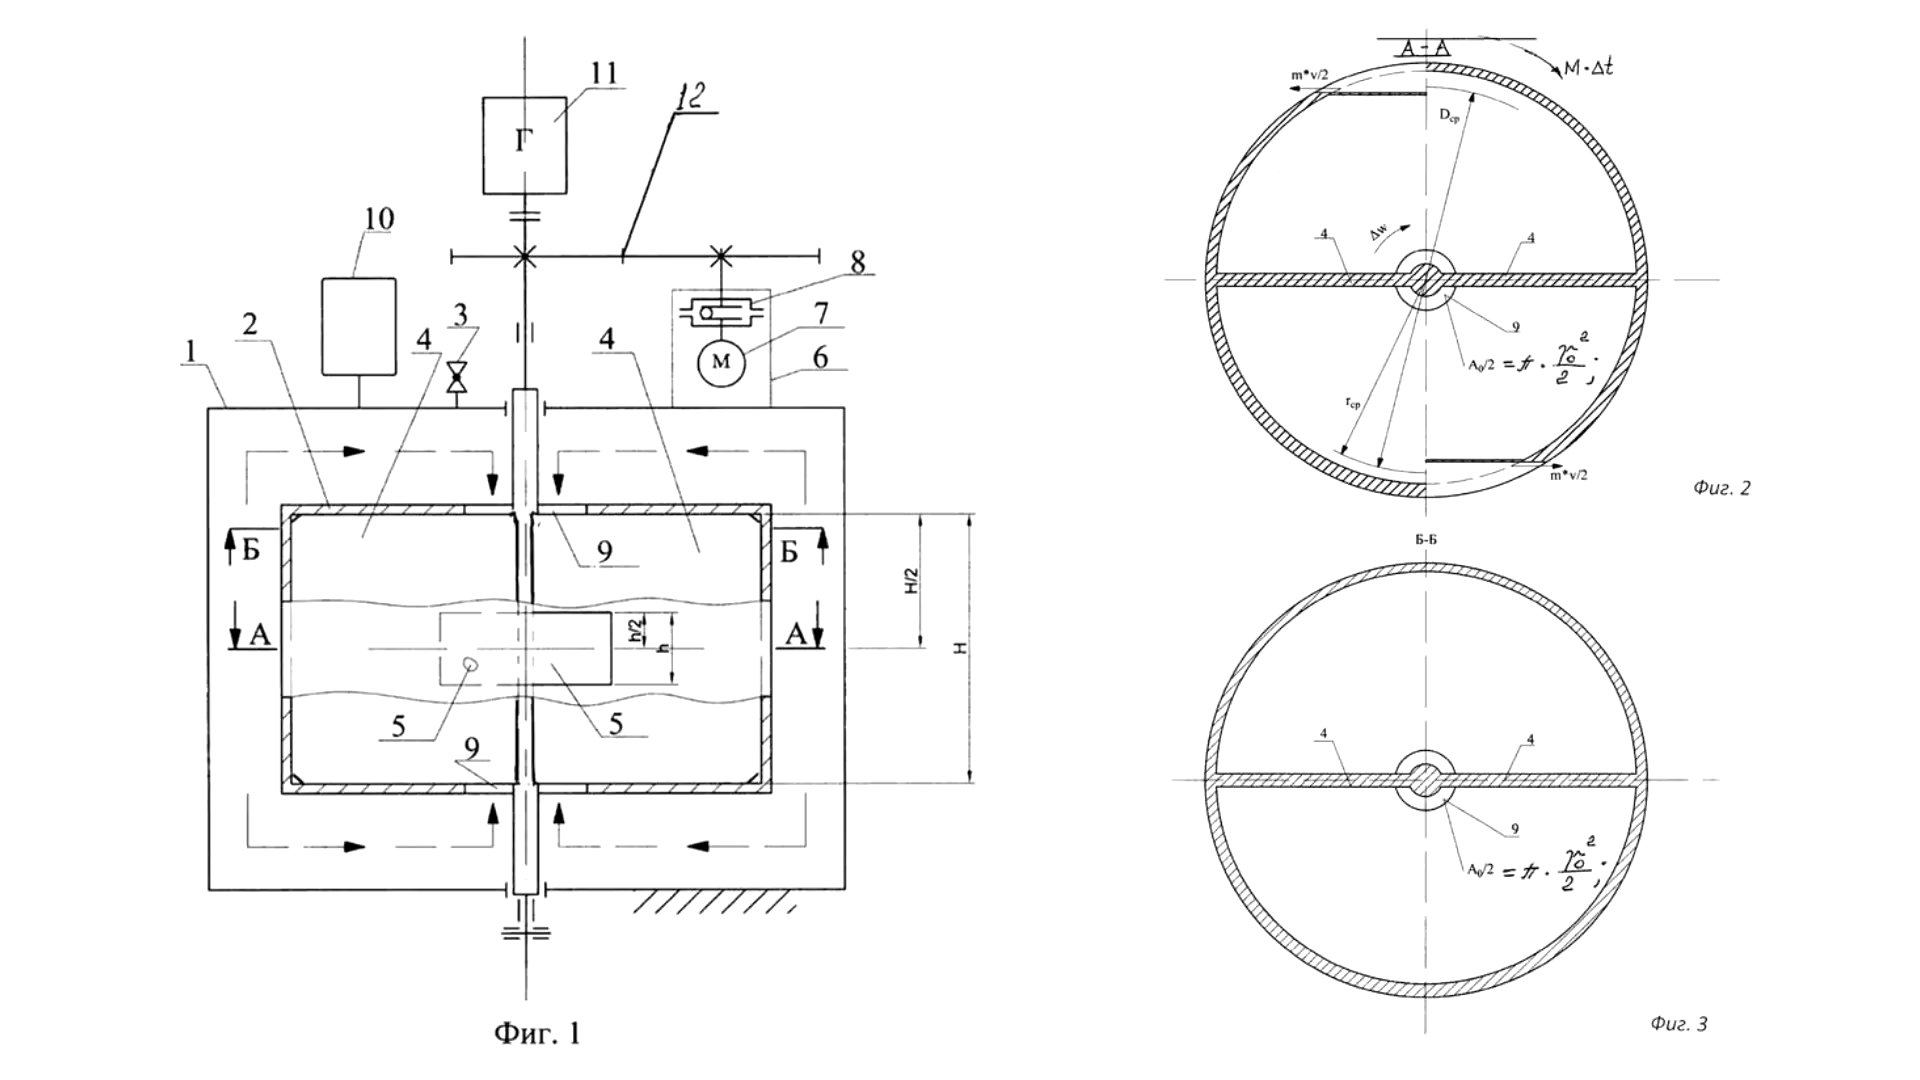 11
Г
12
10
8
3
7
2
4
4
М
1
6
Б
9
Б
H/2
А
h/2
h
А
H
5
5
9
Фиг. 1
А - А
M·Δt
m*v/2
Dср
Δw
4
4
9
A₀/2 = π · r₀²/2;
rср
m*v/2
Фиг. 2
Б-Б
4
4
9
A₀/2 = π · r₀²/2;
Фиг. 3